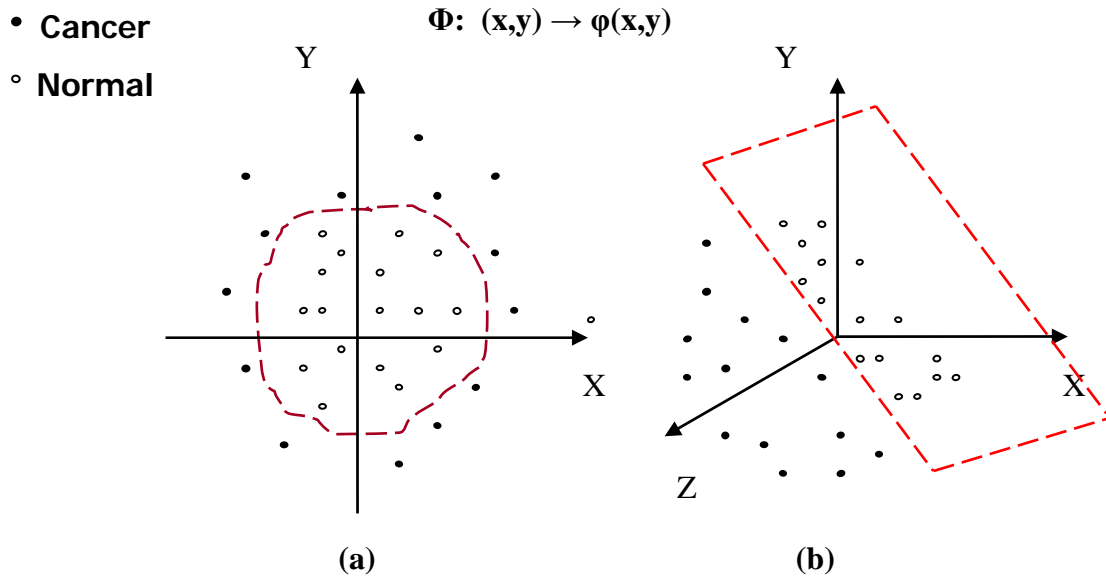 Cancer
Normal
Φ: (x,y) → φ(x,y)
Y
X
(a)
Y
X
Z
(b)